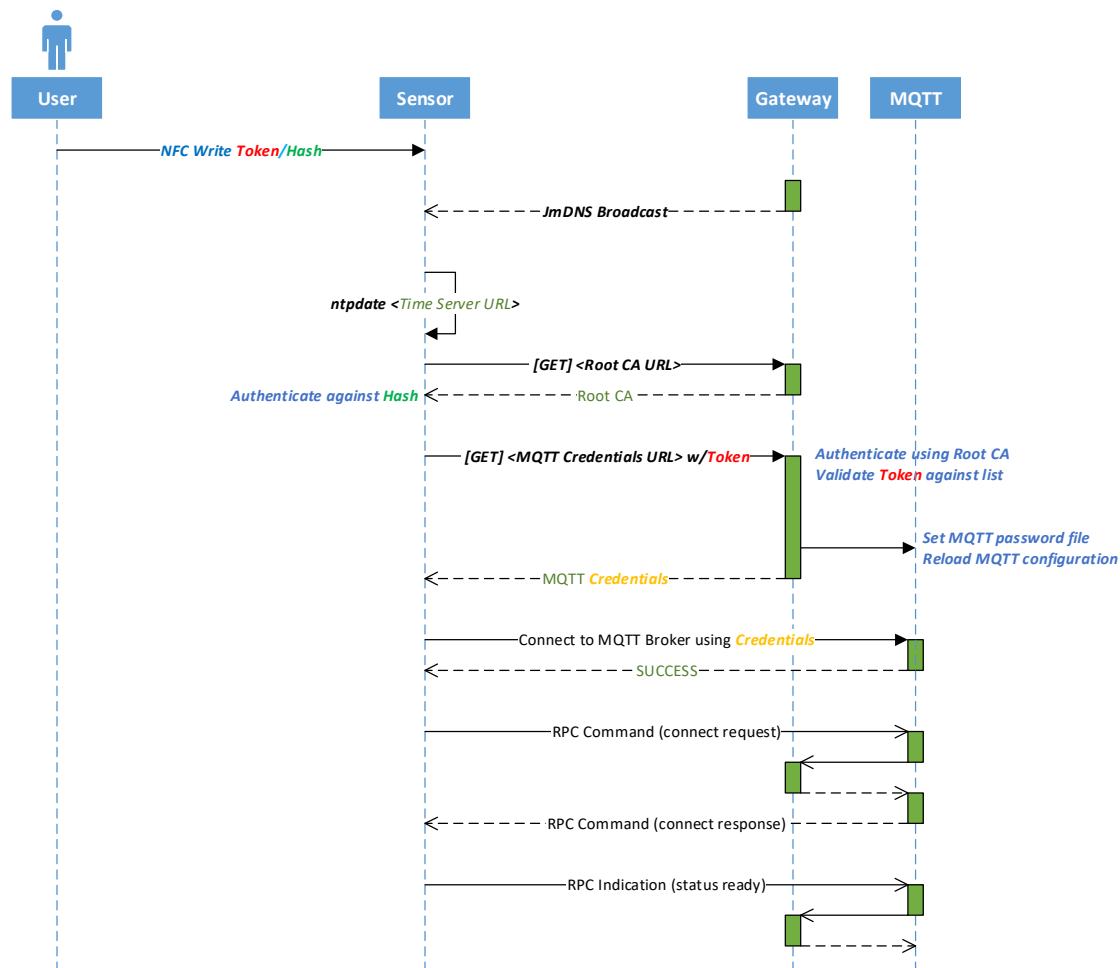 User
Sensor
Gateway
MQTT
NFC Write Token/Hash
JmDNS Broadcast
ntpdate <Time Server URL>
[GET] <Root CA URL>
Authenticate against Hash
Root CA
[GET] <MQTT Credentials URL> w/Token
Authenticate using Root CA
Validate Token against list
Set MQTT password file
Reload MQTT configuration
MQTT Credentials
Connect to MQTT Broker using Credentials
SUCCESS
RPC Command (connect request)
RPC Command (connect response)
RPC Indication (status ready)